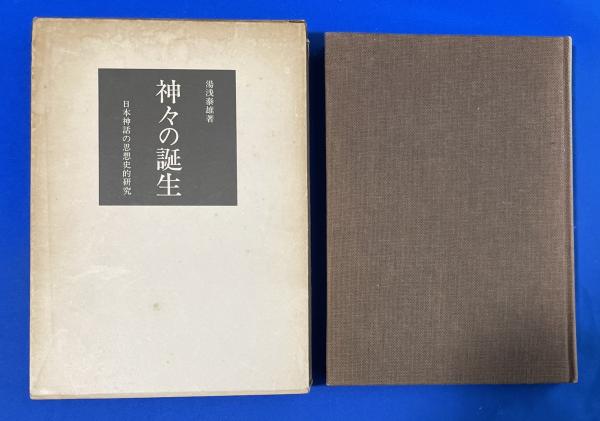 湯浅泰雄著
神々の誕生
日本神話の思想史的研究